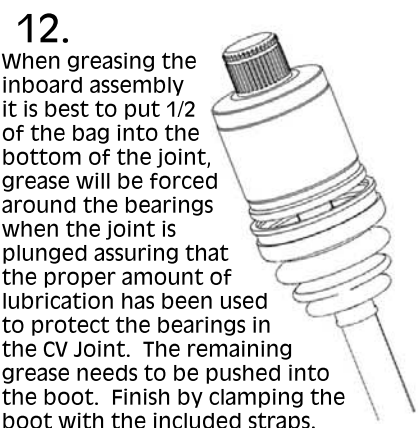 12.
When greasing the
inboard assembly
it is best to put 1/2
of the bag into the
bottom of the joint,
grease will be forced
around the bearings
when the joint is
plunged assuring that
the proper amount of
lubrication has been used
to protect the bearings in
the CV Joint.  The remaining
grease needs to be pushed into
the boot.  Finish by clamping the
boot with the included straps.